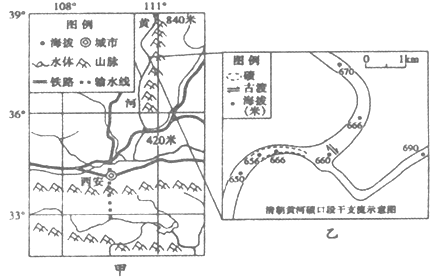 108°
111°
39°
36°
33°
图 例
海拔
城市
水体
山脉
铁路
输水线
黄
河
840米
420米
西安
甲
图 例
碛
古渡
海拔
(米)
0 1km
670
666
660
690
666
656
650
清朝黄河碛口段干支流示意图
乙